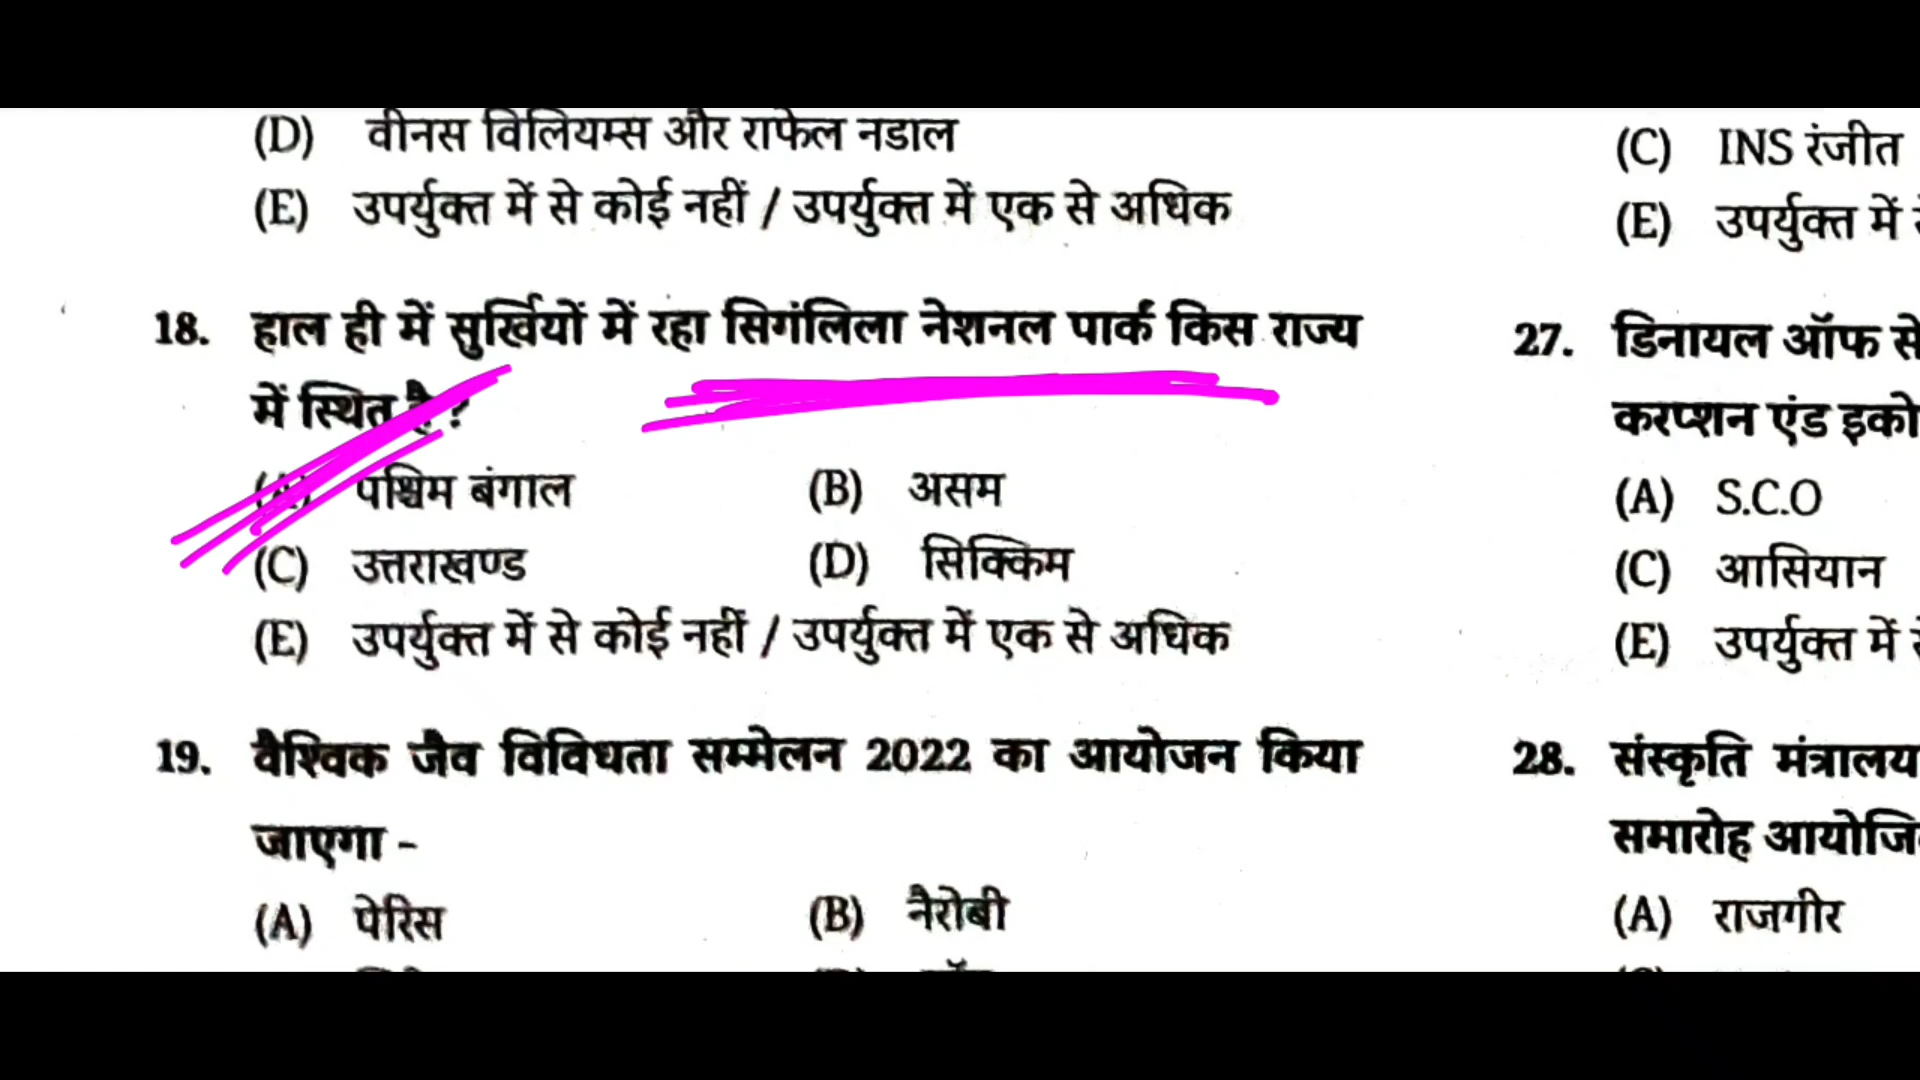 (D) वीनस विलियम्स और राफेल नडाल
(E) उपर्युक्त में से कोई नहीं / उपर्युक्त में एक से अधिक
18. हाल ही में सुर्खियों में रहा सिगंलिला नेशनल पार्क किस राज्य
में स्थित है ?
(A) पश्चिम बंगाल (B) असम
(C) उत्तराखण्ड (D) सिक्किम
(E) उपर्युक्त में से कोई नहीं / उपर्युक्त में एक से अधिक
19. वैश्विक जैव विविधता सम्मेलन 2022 का आयोजन किया
जाएगा -
(A) पेरिस (B) नैरोबी
(C) INS रंजीत
(E) उपर्युक्त में
27. डिनायल ऑफ से
करप्शन एंड इको
(A) S.C.O
(C) आसियान
(E) उपर्युक्त में
28. संस्कृति मंत्रालय
समारोह आयोजि
(A) राजगीर